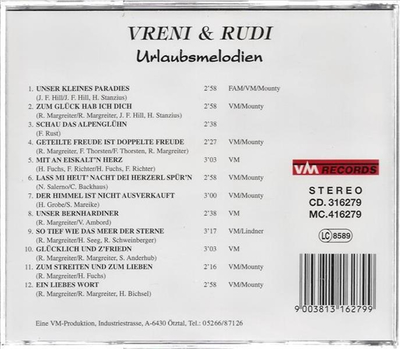 VRENI & RUDI
Urlaubsmelodien
1 UNSER KLEINES PARADIES 2'58 FAM/VM/Mounty
(J. F. Hill/J. F. Hill, H. Stanzius)
2. ZUM GLÜCK HAB ICH DICH 2'58 VM/Mounty
(R. Margreiter/R. Margreiter, J. F. Hill, H. Stanzius)
3. SCHAU DAS ALPENGLÜHN 2'38
(F. Rust)
4. GETEILTE FREUDE IST DOPPELTE FREUDE 2'27 VM/Mounty
(R. Margreiter, F. Thorsten/F. Thorsten, R. Margreiter)
5. MIT AN EISKALT'N HERZ 3'03 VM
(H. Fuchs, F. Richter/H. Fuchs, F. Richter)
6. LASS MI HEUT' NACHT DEI HERZERL SPÜR'N 2'58 VM/Mounty
(N. Salerno/C. Backhaus)
7. DER HIMMEL IST NICHT AUSVERKAUFT 3'00 VM/Mounty
(H. Grobe/S. Mareike)
8. UNSER BERNHARDINER 2'38 VM
(R. Margreiter/V. Ambord)
9. SO TIEF WIE DAS MEER DER STERNE 3'17 VM/Lindner
(R. Margreiter/H. Seeg, R. Schweinberger)
10. GLÜCKLICH UND Z'FRIEDN 3'03 VM
(R. Margreiter/R. Margreiter, S. Anderhub)
11. ZUM STREITEN UND ZUM LIEBEN 2'16 VM/Mounty
(R. Margreiter/H. Fuchs)
12. EIN LIEBES WORT 2'58 VM/Mounty
(R. Margreiter/R. Margreiter, H. Bichsel)
VM RECORDS
STEREO
CD. 316279
MC. 416279
LC 8589
9 003813 162799
Eine VM-Produktion, Industriestrasse, A-6430 Ötztal, Tel.: 05266/87126